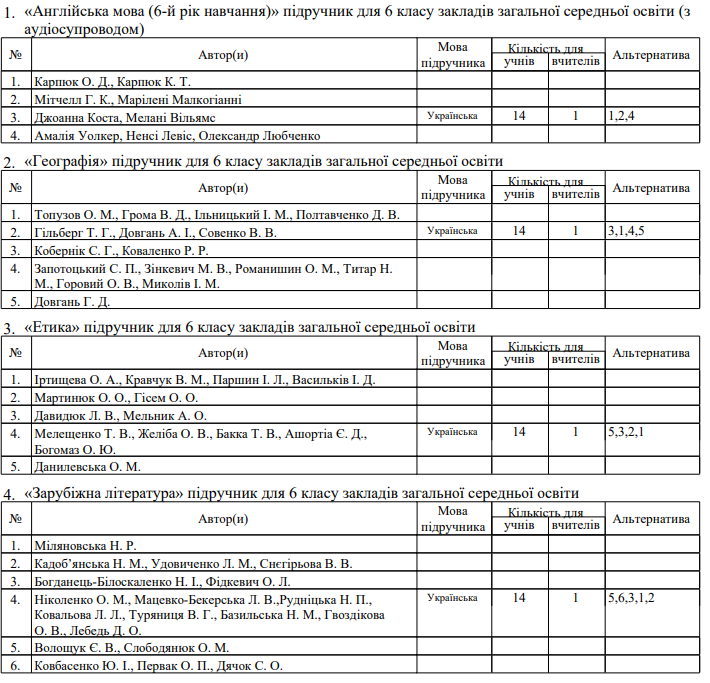 1. «Англійська мова (6-й рік навчання)» підручник для 6 класу закладів загальної середньої освіти (з
аудіосупроводом)
№ Автор(и) Мова підручника Кількість для учнів вчителів Альтернатива
1. Карпюк О. Д., Карпюк К. Т.
2. Мітчелл Г. К., Марілені Малкогіанні
3. Джоанна Коста, Мелані Вільямс Українська 14 1 1,2,4
4. Амалія Уолкер, Ненсі Левіс, Олександр Любченко
2. «Географія» підручник для 6 класу закладів загальної середньої освіти
№ Автор(и) Мова підручника Кількість для учнів вчителів Альтернатива
1. Топузов О. М., Грома В. Д., Ільницький І. М., Полтавченко Д. В.
2. Гільберг Т. Г., Довгань А. І., Совенко В. В. Українська 14 1 3,1,4,5
3. Кобернік С. Г., Коваленко Р. Р.
4. Запотоцький С. П., Зінкевич М. В., Романишин О. М., Титар Н.
М., Горовий О. В., Миколів І. М.
5. Довгань Г. Д.
3. «Етика» підручник для 6 класу закладів загальної середньої освіти
№ Автор(и) Мова підручника Кількість для учнів вчителів Альтернатива
1. Іртищева О. А., Кравчук В. М., Паршин І. Л., Васильків І. Д.
2. Мартинюк О. О., Гісем О. О.
3. Давидюк Л. В., Мельник А. О.
4. Мелещенко Т. В., Желіба О. В., Бакка Т. В., Ашортіа Є. Д., Українська 14 1 5,3,2,1
Богомаз О. Ю.
5. Данилевська О. М.
4. «Зарубіжна література» підручник для 6 класу закладів загальної середньої освіти
№ Автор(и) Мова підручника Кількість для учнів вчителів Альтернатива
1. Міляновська Н. Р.
2. Кадоб’янська Н. М., Удовиченко Л. М., Снєгірьова В. В.
3. Богданець-Білоскаленко Н. І., Фідкевич О. Л.
4. Ніколенко О. М., Мацевко-Бекерська Л. В.,Рудніцька Н. П., Українська 14 1 5,6,3,1,2
Ковальова Л. Л., Туряниця В. Г., Базильська Н. М., Гвоздікова
О. В., Лебедь Д. О.
5. Волощук Є. В., Слободянюк О. М.
6. Ковбасенко Ю. І., Первак О. П., Дячок С. О.